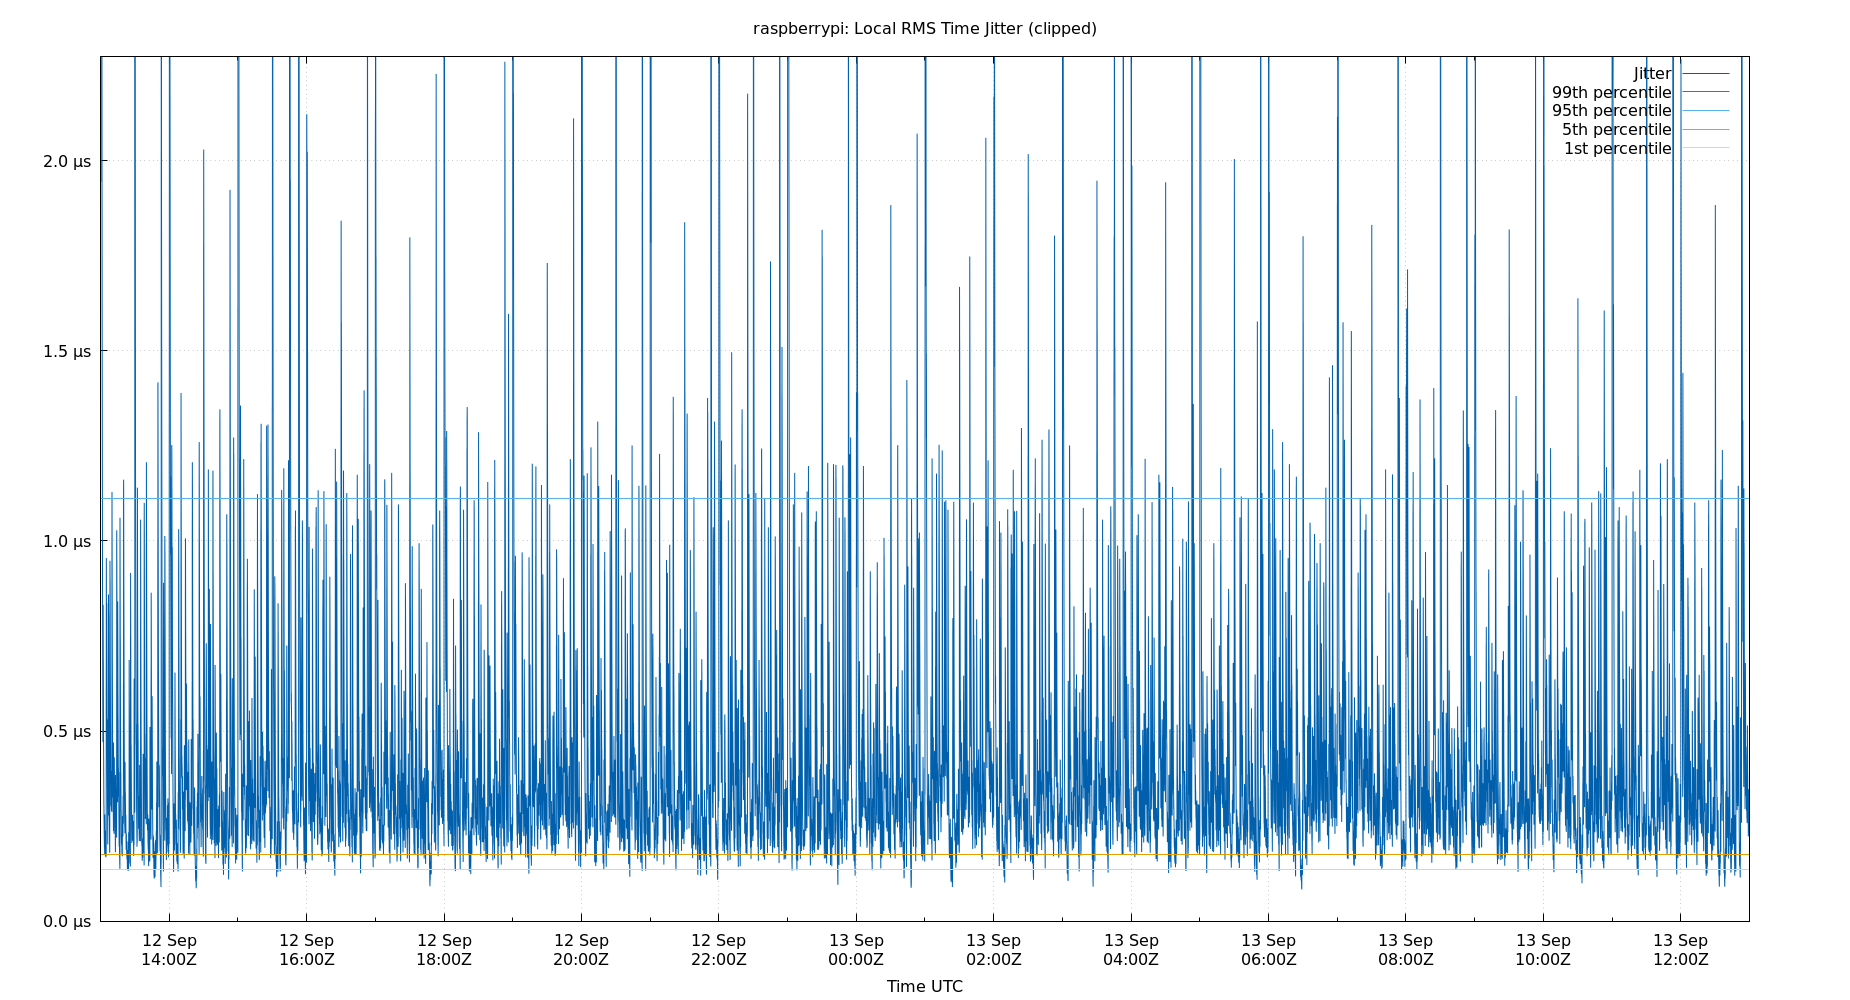 raspberrypi: Local RMS Time Jitter (clipped)
Jitter
99th percentile
95th percentile
5th percentile
1st percentile
2.0 µs
1.5 µs
1.0 µs
0.5 µs
0.0 µs
12 Sep 12 Sep 12 Sep 12 Sep 12 Sep 13 Sep 13 Sep 13 Sep 13 Sep 13 Sep 13 Sep 13 Sep
14:00Z 16:00Z 18:00Z 20:00Z 22:00Z 00:00Z 02:00Z 04:00Z 06:00Z 08:00Z 10:00Z 12:00Z
Time UTC